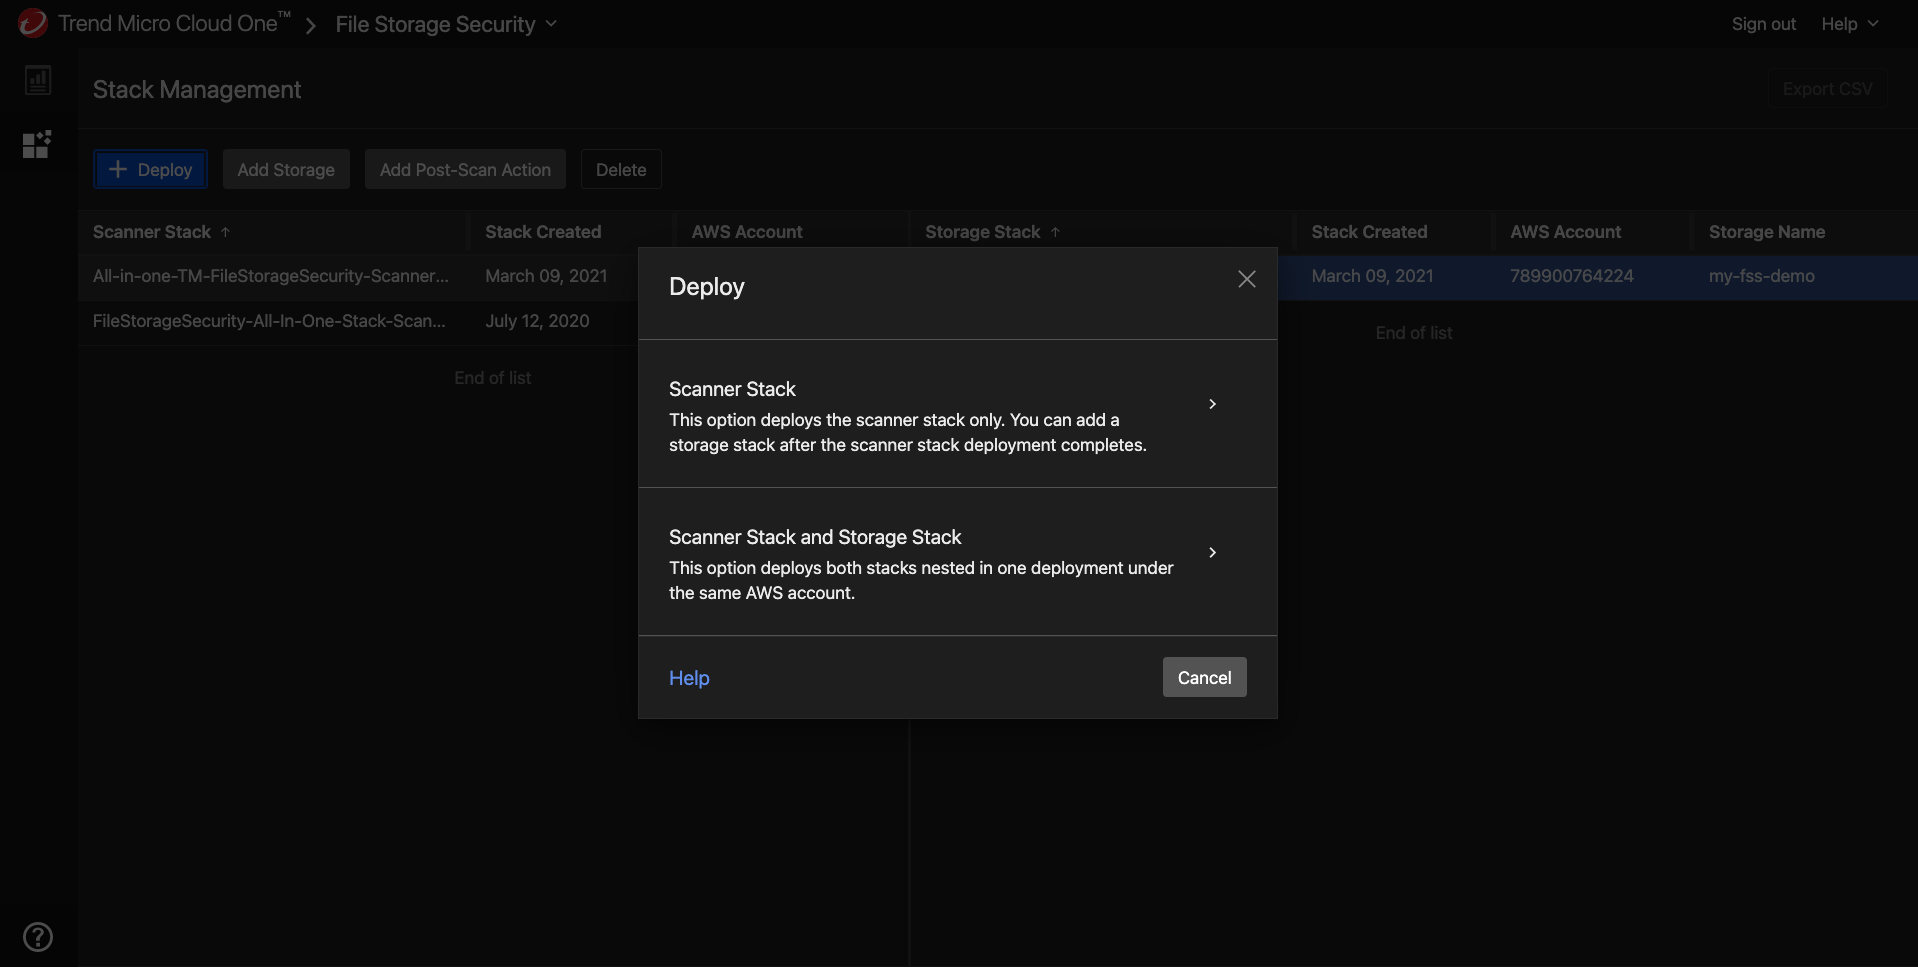 Trend Micro Cloud One™ > File Storage Security
Sign out Help
Stack Management
Export CSV
+ Deploy Add Storage Add Post-Scan Action Delete
Scanner Stack ↑ Stack Created AWS Account Storage Stack ↑ Stack Created AWS Account Storage Name
All-in-one-TM-FileStorageSecurity-Scanner... March 09, 2021 March 09, 2021 789900764224 my-fss-demo
FileStorageSecurity-All-In-One-Stack-Scan... July 12, 2020
End of list
End of list
Deploy
Scanner Stack
This option deploys the scanner stack only. You can add a
storage stack after the scanner stack deployment completes.
Scanner Stack and Storage Stack
This option deploys both stacks nested in one deployment under
the same AWS account.
Help Cancel